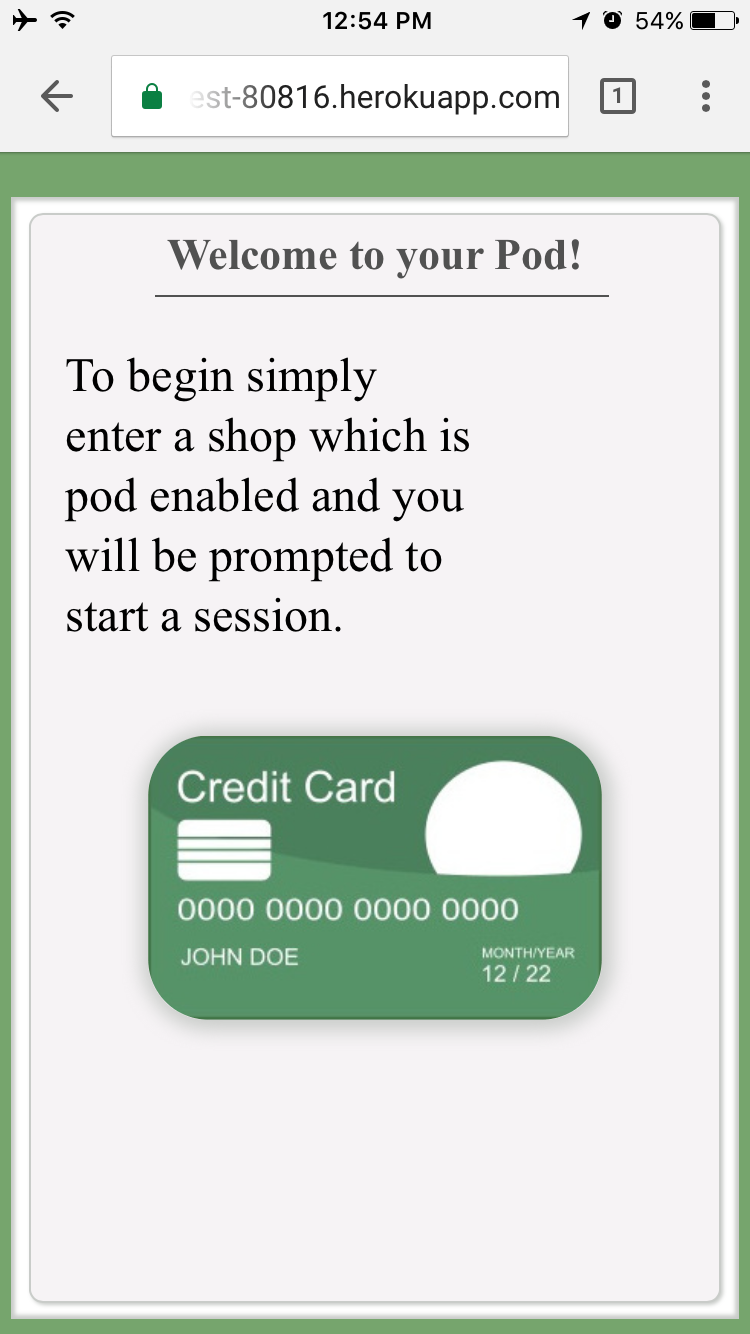 12:54 PM
54%
est-80816.herokuapp.com
1
Welcome to your Pod!
To begin simply
enter a shop which is
pod enabled and you
will be prompted to
start a session.
Credit Card
0000 0000 0000 0000
JOHN DOE
MONTH/YEAR
12 / 22